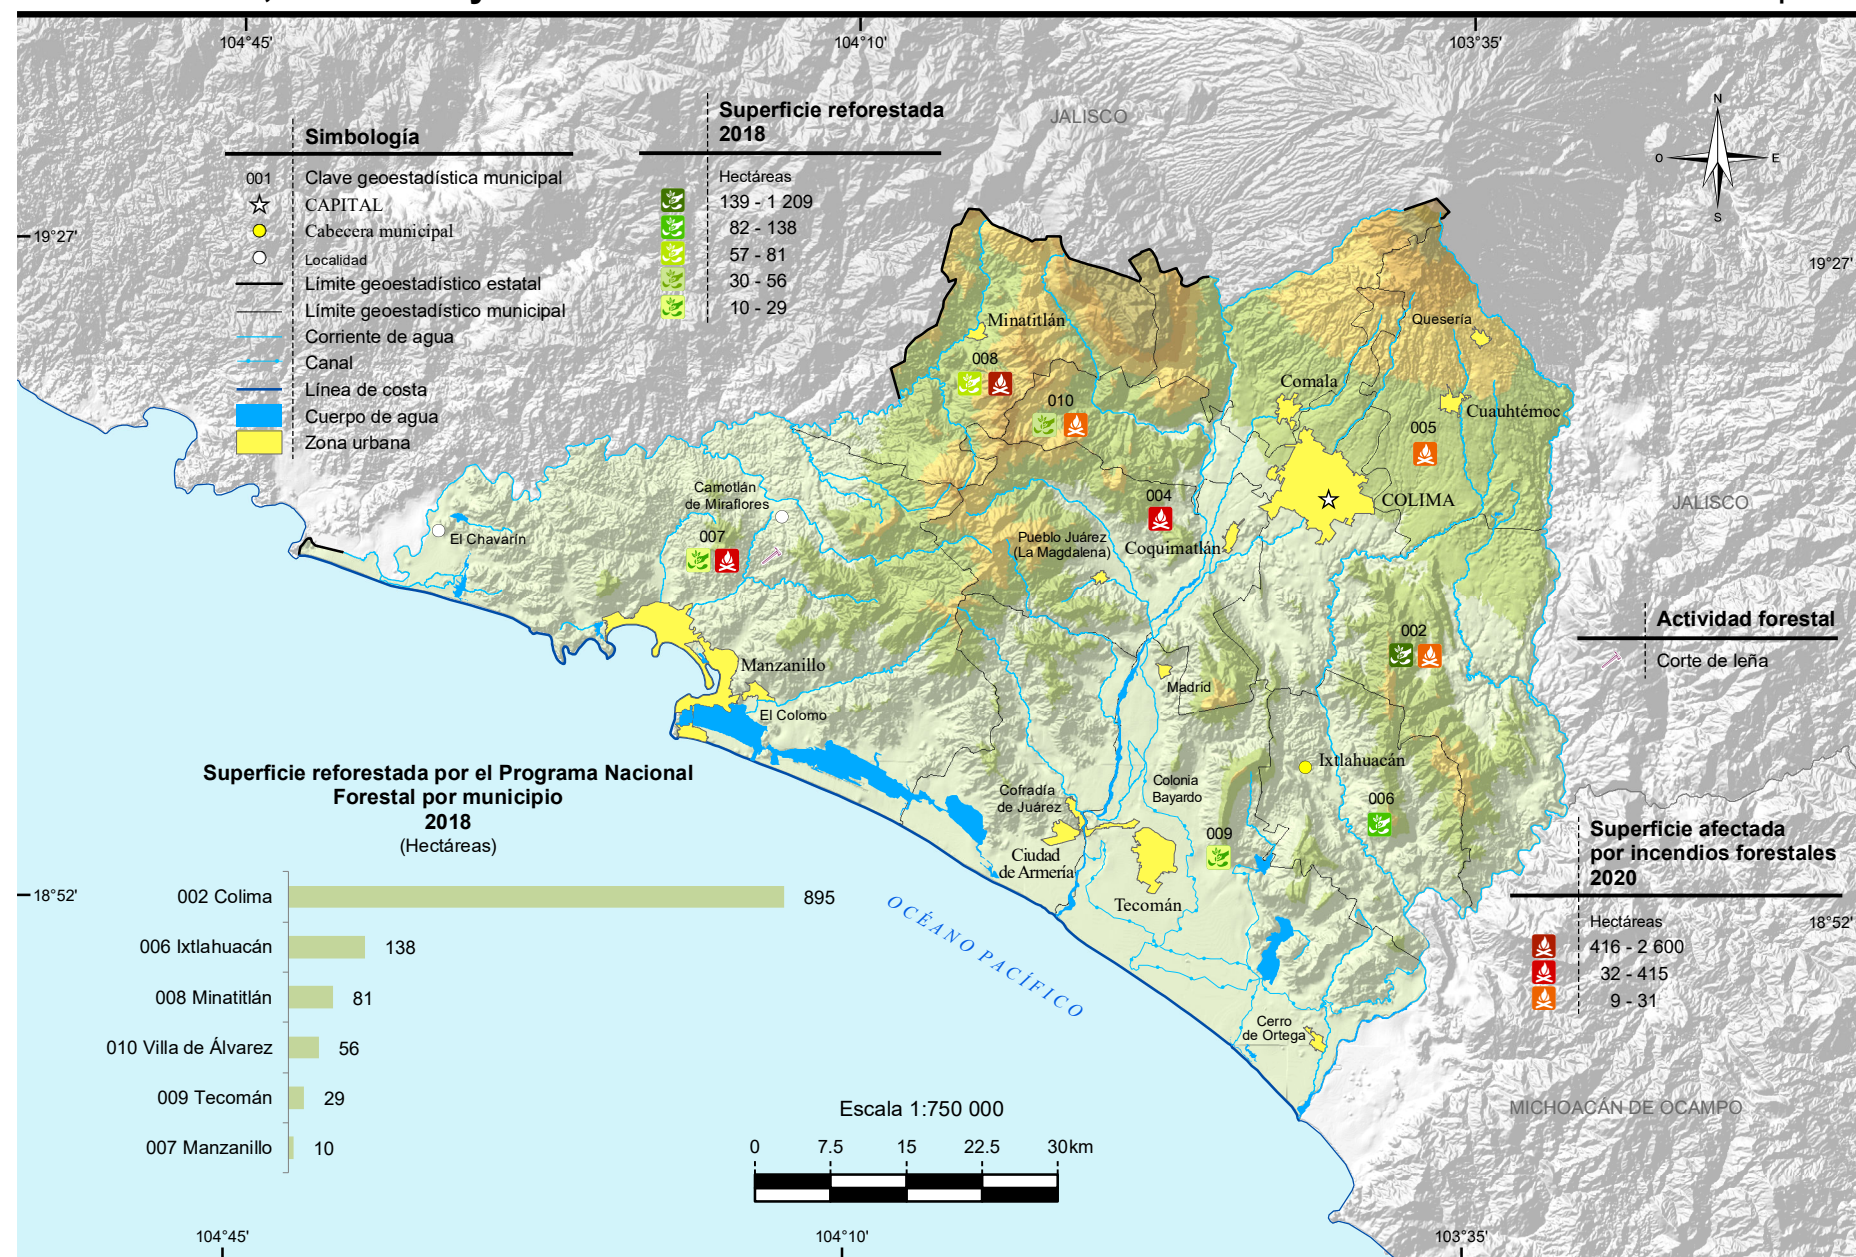 104°45'
104°10'
103°35'
Simbología
001 Clave geoestadística municipal
CAPITAL
Cabecera municipal
Localidad
Límite geoestadístico estatal
Límite geoestadístico municipal
Corriente de agua
Canal
Línea de costa
Cuerpo de agua
Zona urbana
Superficie reforestada
2018
Hectáreas
139 - 1 209
82 - 138
57 - 81
30 - 56
10 - 29
JALISCO
N
O
E
S
19°27'
19°27'
Minatitlán
008
010
Quesería
Comala
Cuauhtémoc
005
COLIMA
004
Coquimatlán
Pueblo Juárez
(La Magdalena)
Camotlán
de Miraflores
007
El Chavarín
JALISCO
Manzanillo
El Colomo
Madrid
002
Ixtlahuacán
006
Colonia
Bayardo
Cofradía
de Juárez
009
Ciudad
de Armería
Tecomán
Cerro
de Ortega
OCÉANO PACÍFICO
MICHOACÁN DE OCAMPO
Actividad forestal
Corte de leña
Superficie afectada
por incendios forestales
2020
Hectáreas
416 - 2 600
32 - 415
9 - 31
18°52'
18°52'
Superficie reforestada por el Programa Nacional
Forestal por municipio
2018
(Hectáreas)
002 Colima 895
006 Ixtlahuacán 138
008 Minatitlán 81
010 Villa de Álvarez 56
009 Tecomán 29
007 Manzanillo 10
Escala 1:750 000
0 7.5 15 22.5 30km
104°45'
104°10'
103°35'